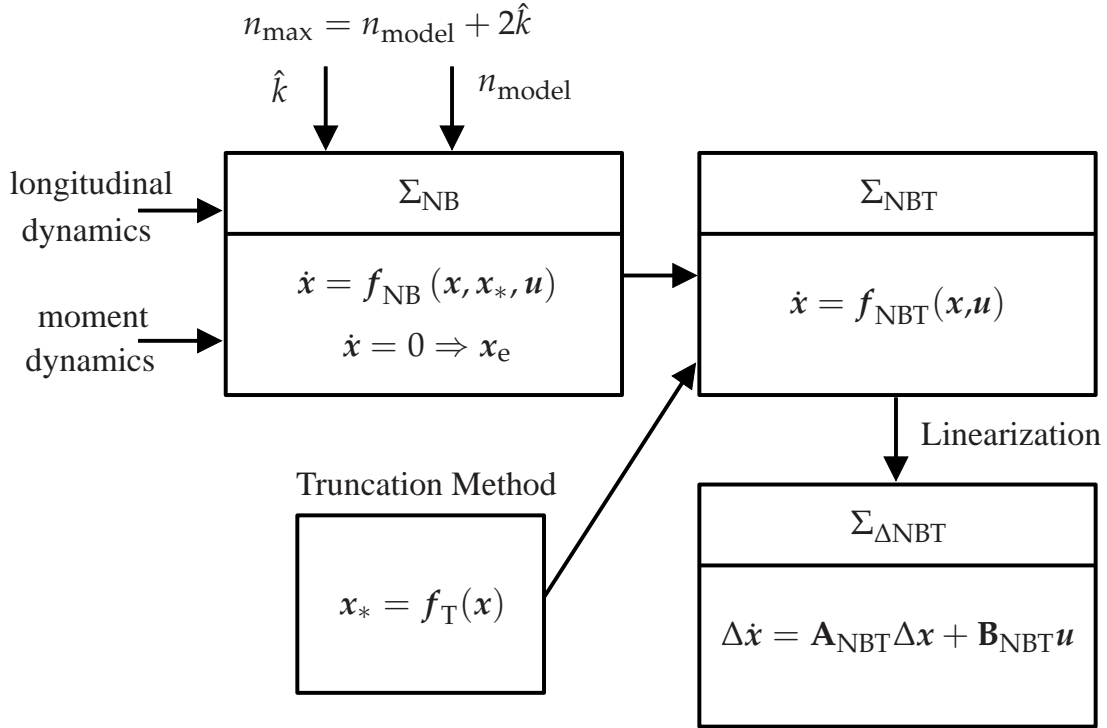 n_max = n_model + 2k̂
k̂
n_model
longitudinal
dynamics
moment
dynamics
Σ_NB
ẋ = f_NB (x, x_*, u)
ẋ = 0 ⇒ x_e
Σ_NBT
ẋ = f_NBT(x,u)
Linearization
Truncation Method
x_* = f_T(x)
Σ_ΔNBT
Δẋ = A_NBT Δx + B_NBT u